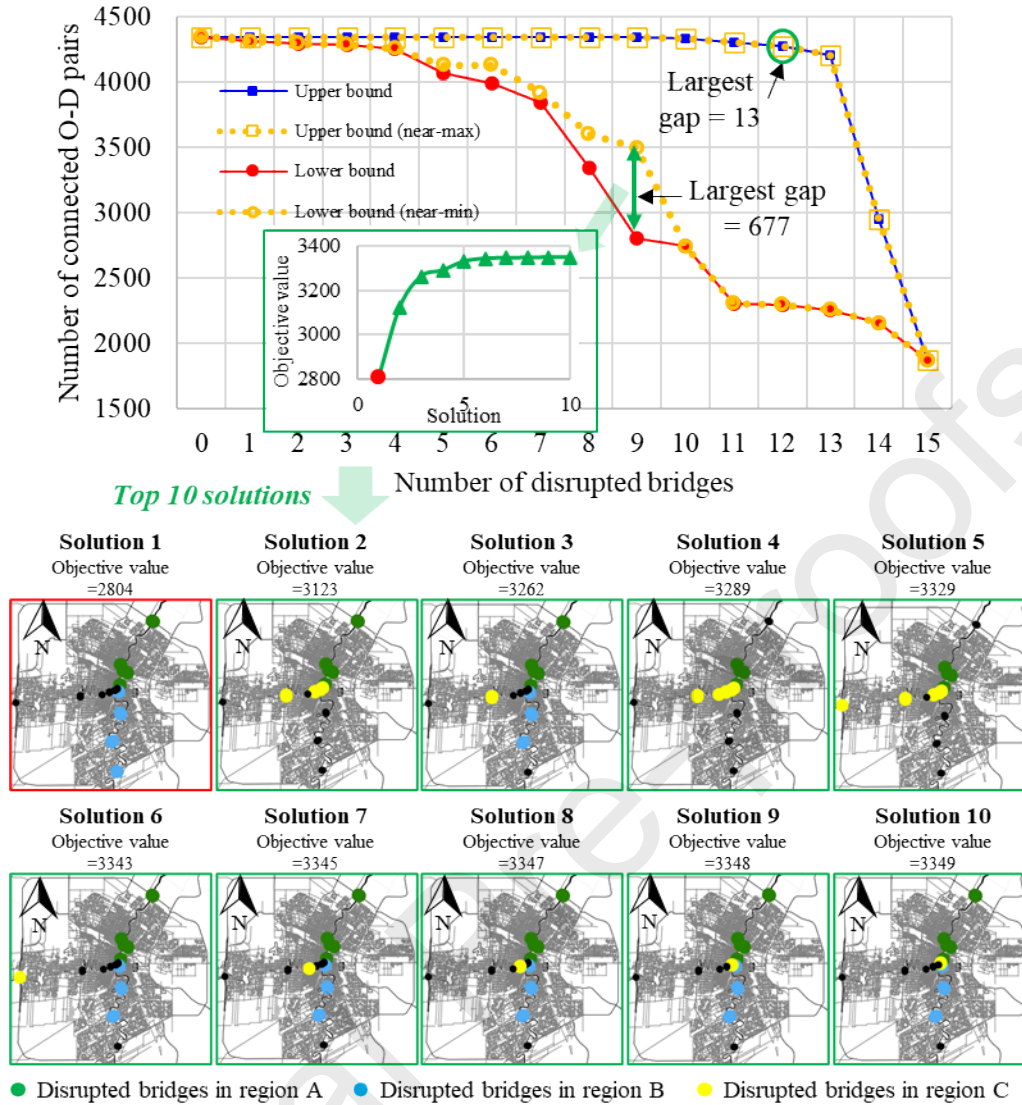 4500
4000
3500
3000
2500
2000
1500
Number of connected O-D pairs
Upper bound
Upper bound (near-max)
Lower bound
Lower bound (near-min)
Largest
gap = 13
Largest gap
= 677
3400
3200
3000
2800
Objective value
0 5 10
Solution
0 1 2 3 4 5 6 7 8 9 10 11 12 13 14 15
Number of disrupted bridges
Top 10 solutions
Solution 1
Objective value
=2804
N
Solution 2
Objective value
=3123
N
Solution 3
Objective value
=3262
N
Solution 4
Objective value
=3289
N
Solution 5
Objective value
=3329
N
Solution 6
Objective value
=3343
N
Solution 7
Objective value
=3345
N
Solution 8
Objective value
=3347
N
Solution 9
Objective value
=3348
N
Solution 10
Objective value
=3349
N
Disrupted bridges in region A
Disrupted bridges in region B
Disrupted bridges in region C